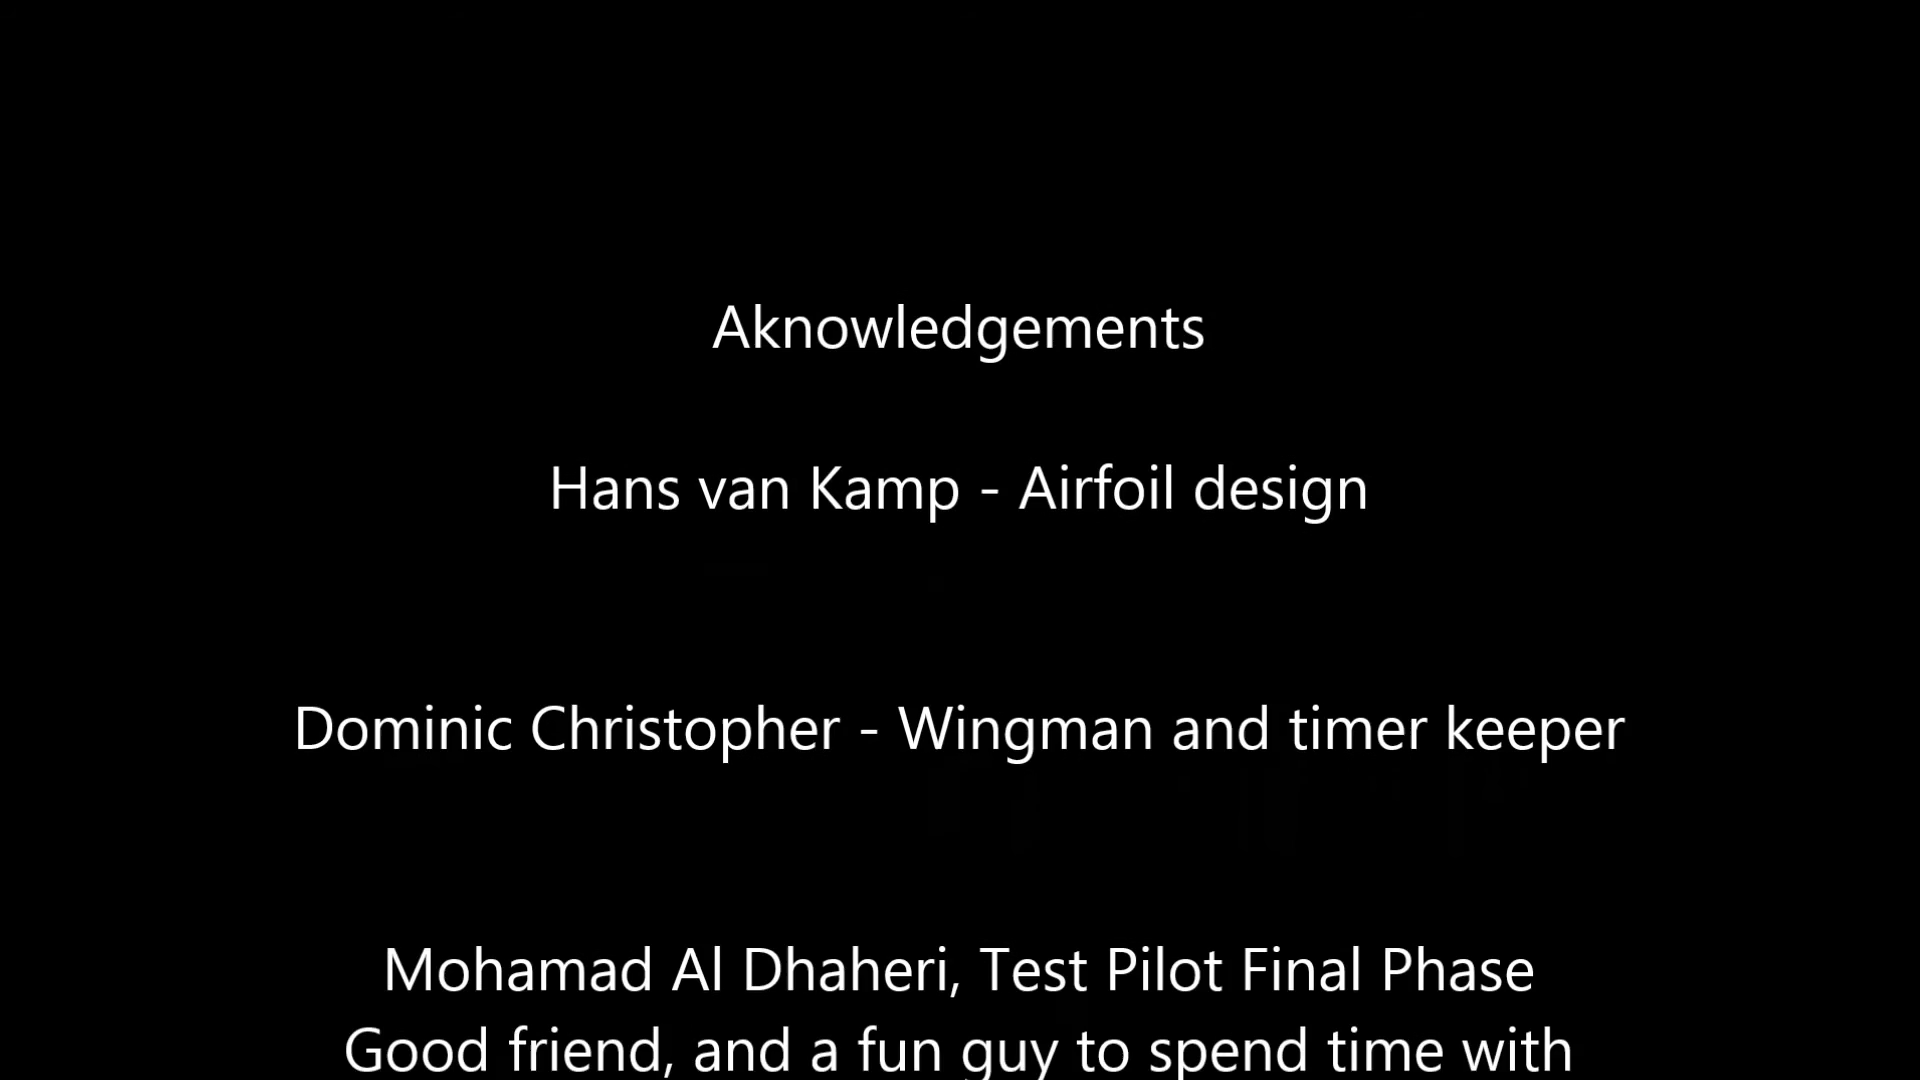 Aknowledgements
Hans van Kamp - Airfoil design
Dominic Christopher - Wingman and timer keeper
Mohamad Al Dhaheri, Test Pilot Final Phase
Good friend, and a fun guy to spend time with